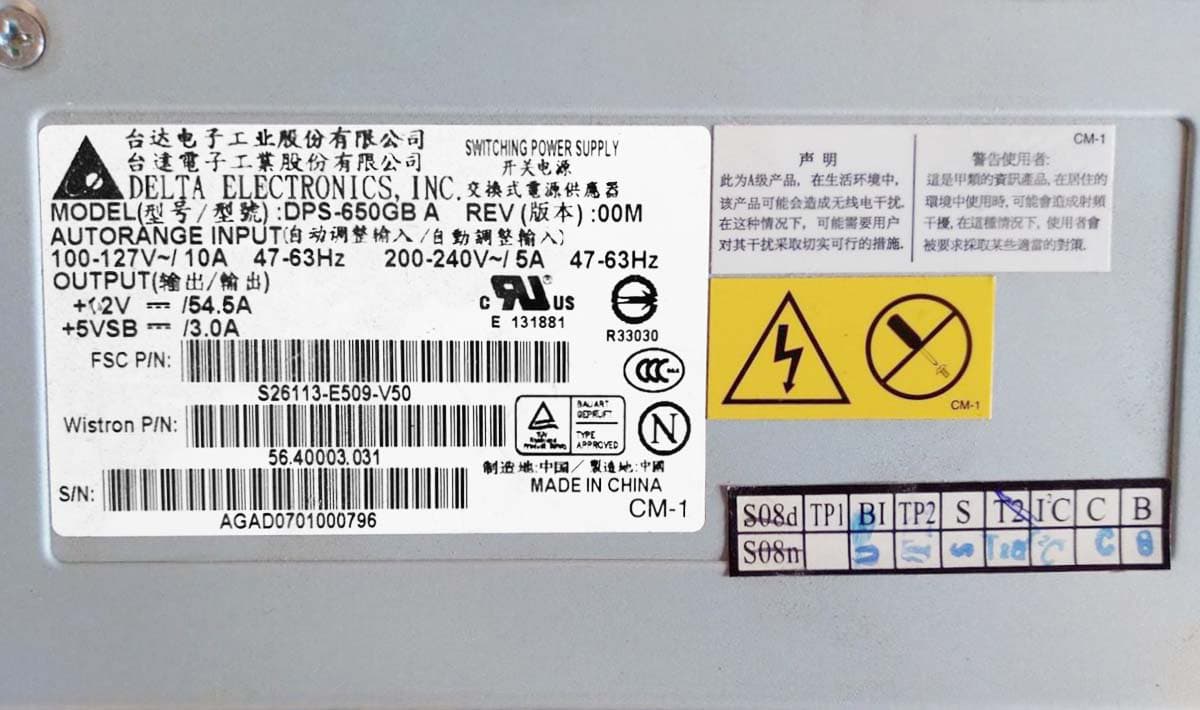 台达电子工业股份有限公司
台達電子工業股份有限公司
DELTA ELECTRONICS, INC.
SWITCHING POWER SUPPLY
开关电源
交換式電源供應器
MODEL(型号/型號):DPS-650GB A REV(版本):00M
AUTORANGE INPUT(自动调整输入/自動調整輸入)
100-127V~/ 10A 47-63Hz 200-240V~/ 5A 47-63Hz
OUTPUT(输出/輸出)
+12V ⎓ /54.5A
+5VSB ⎓ /3.0A
c RU US
E 131881
R33030
FSC P/N:
S26113-E509-V50
CCC
Wistron P/N:
56.40003.031
BAUART
GEPRUFT
TYPE
APPROVED
N
制造地:中国/製造地:中國
MADE IN CHINA
S/N:
AGAD0701000796
CM-1
CM-1
声明
此为A级产品,在生活环境中,
该产品可能会造成无线电干扰.
在这种情况下,可能需要用户
对其干扰采取切实可行的措施.
警告使用者:
這是甲類的資訊產品,在居住的
環境中使用時,可能會造成射頻
干擾,在這種情況下,使用者會
被要求採取某些適當的對策.
CM-1
S08d TP1 BI TP2 S T2 I²C C B
S08n